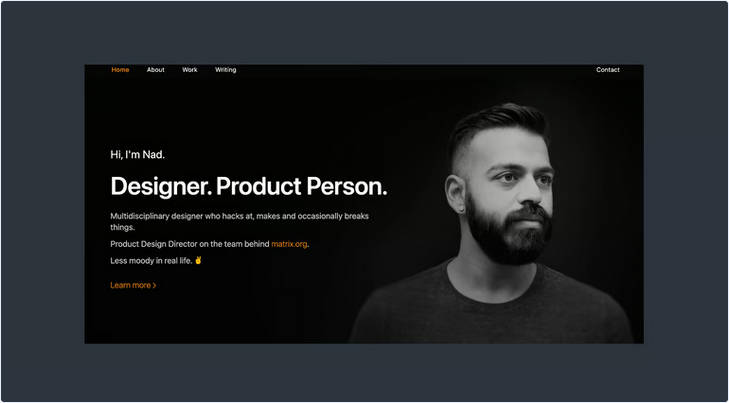 Home About Work Writing Contact
Hi, I'm Nad.
Designer. Product Person.
Multidisciplinary designer who hacks at, makes and occasionally breaks
things.
Product Design Director on the team behind matrix.org.
Less moody in real life. ✌️
Learn more >